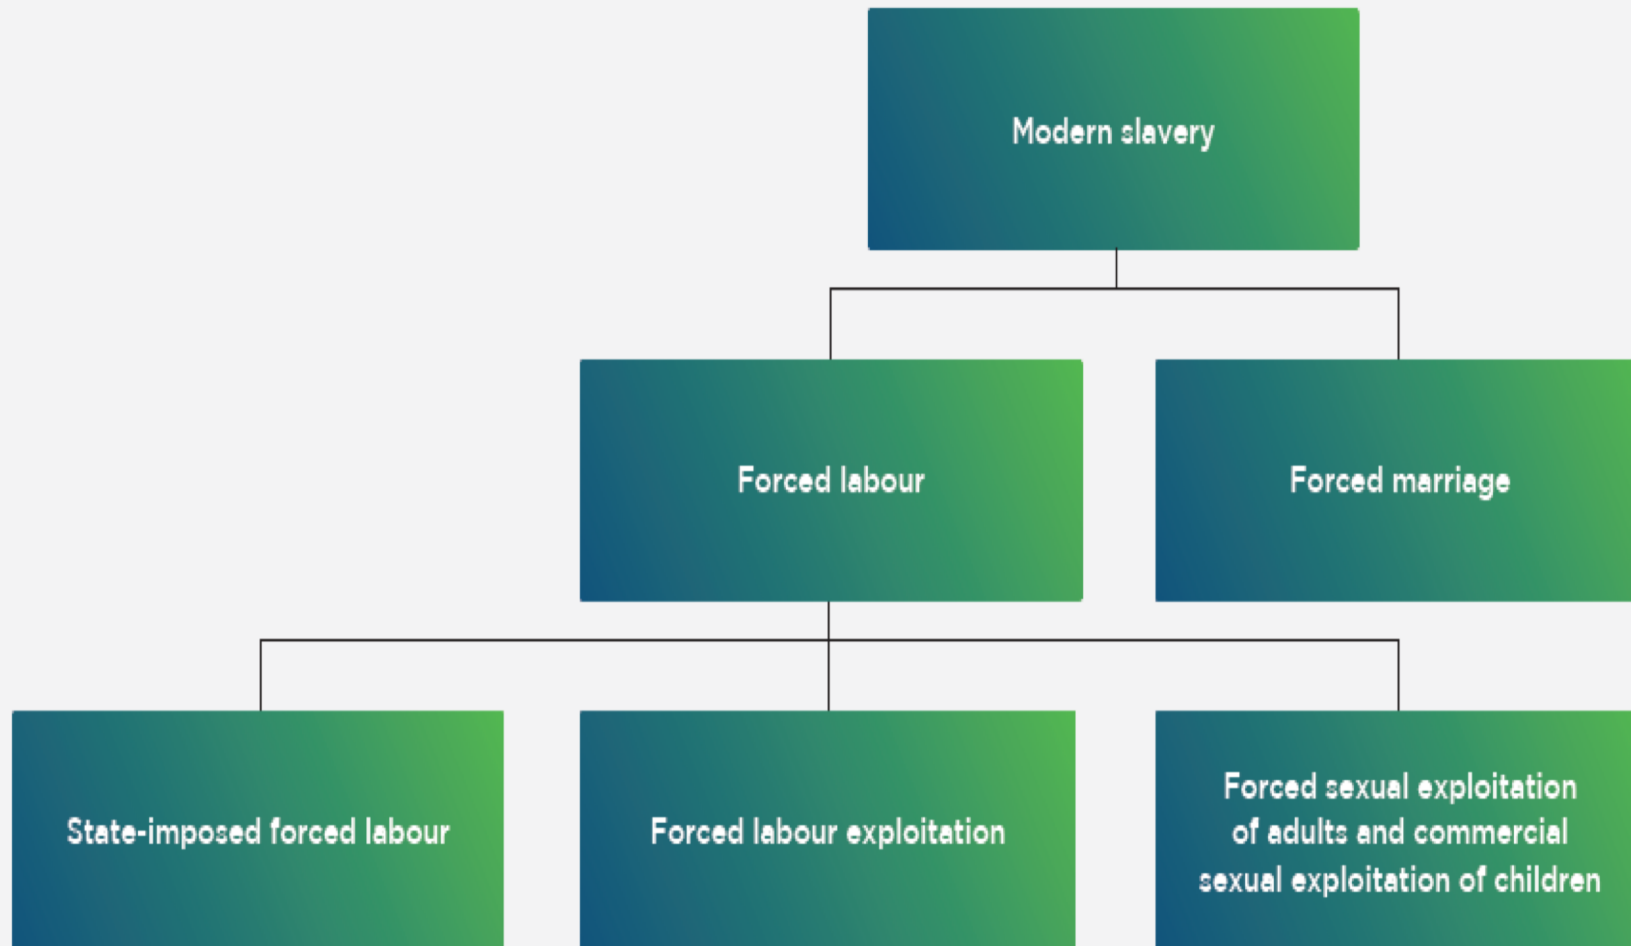 Modern slavery
Forced labour
Forced marriage
State-imposed forced labour
Forced labour exploitation
Forced sexual exploitation
of adults and commercial
sexual exploitation of children